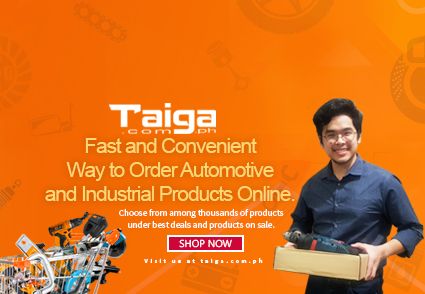 Taiga
.com.ph
Fast and Convenient
Way to Order Automotive
and Industrial Products Online.
Choose from among thousands of products
under best deals and products on sale.
SHOP NOW
Visit us at taiga.com.ph